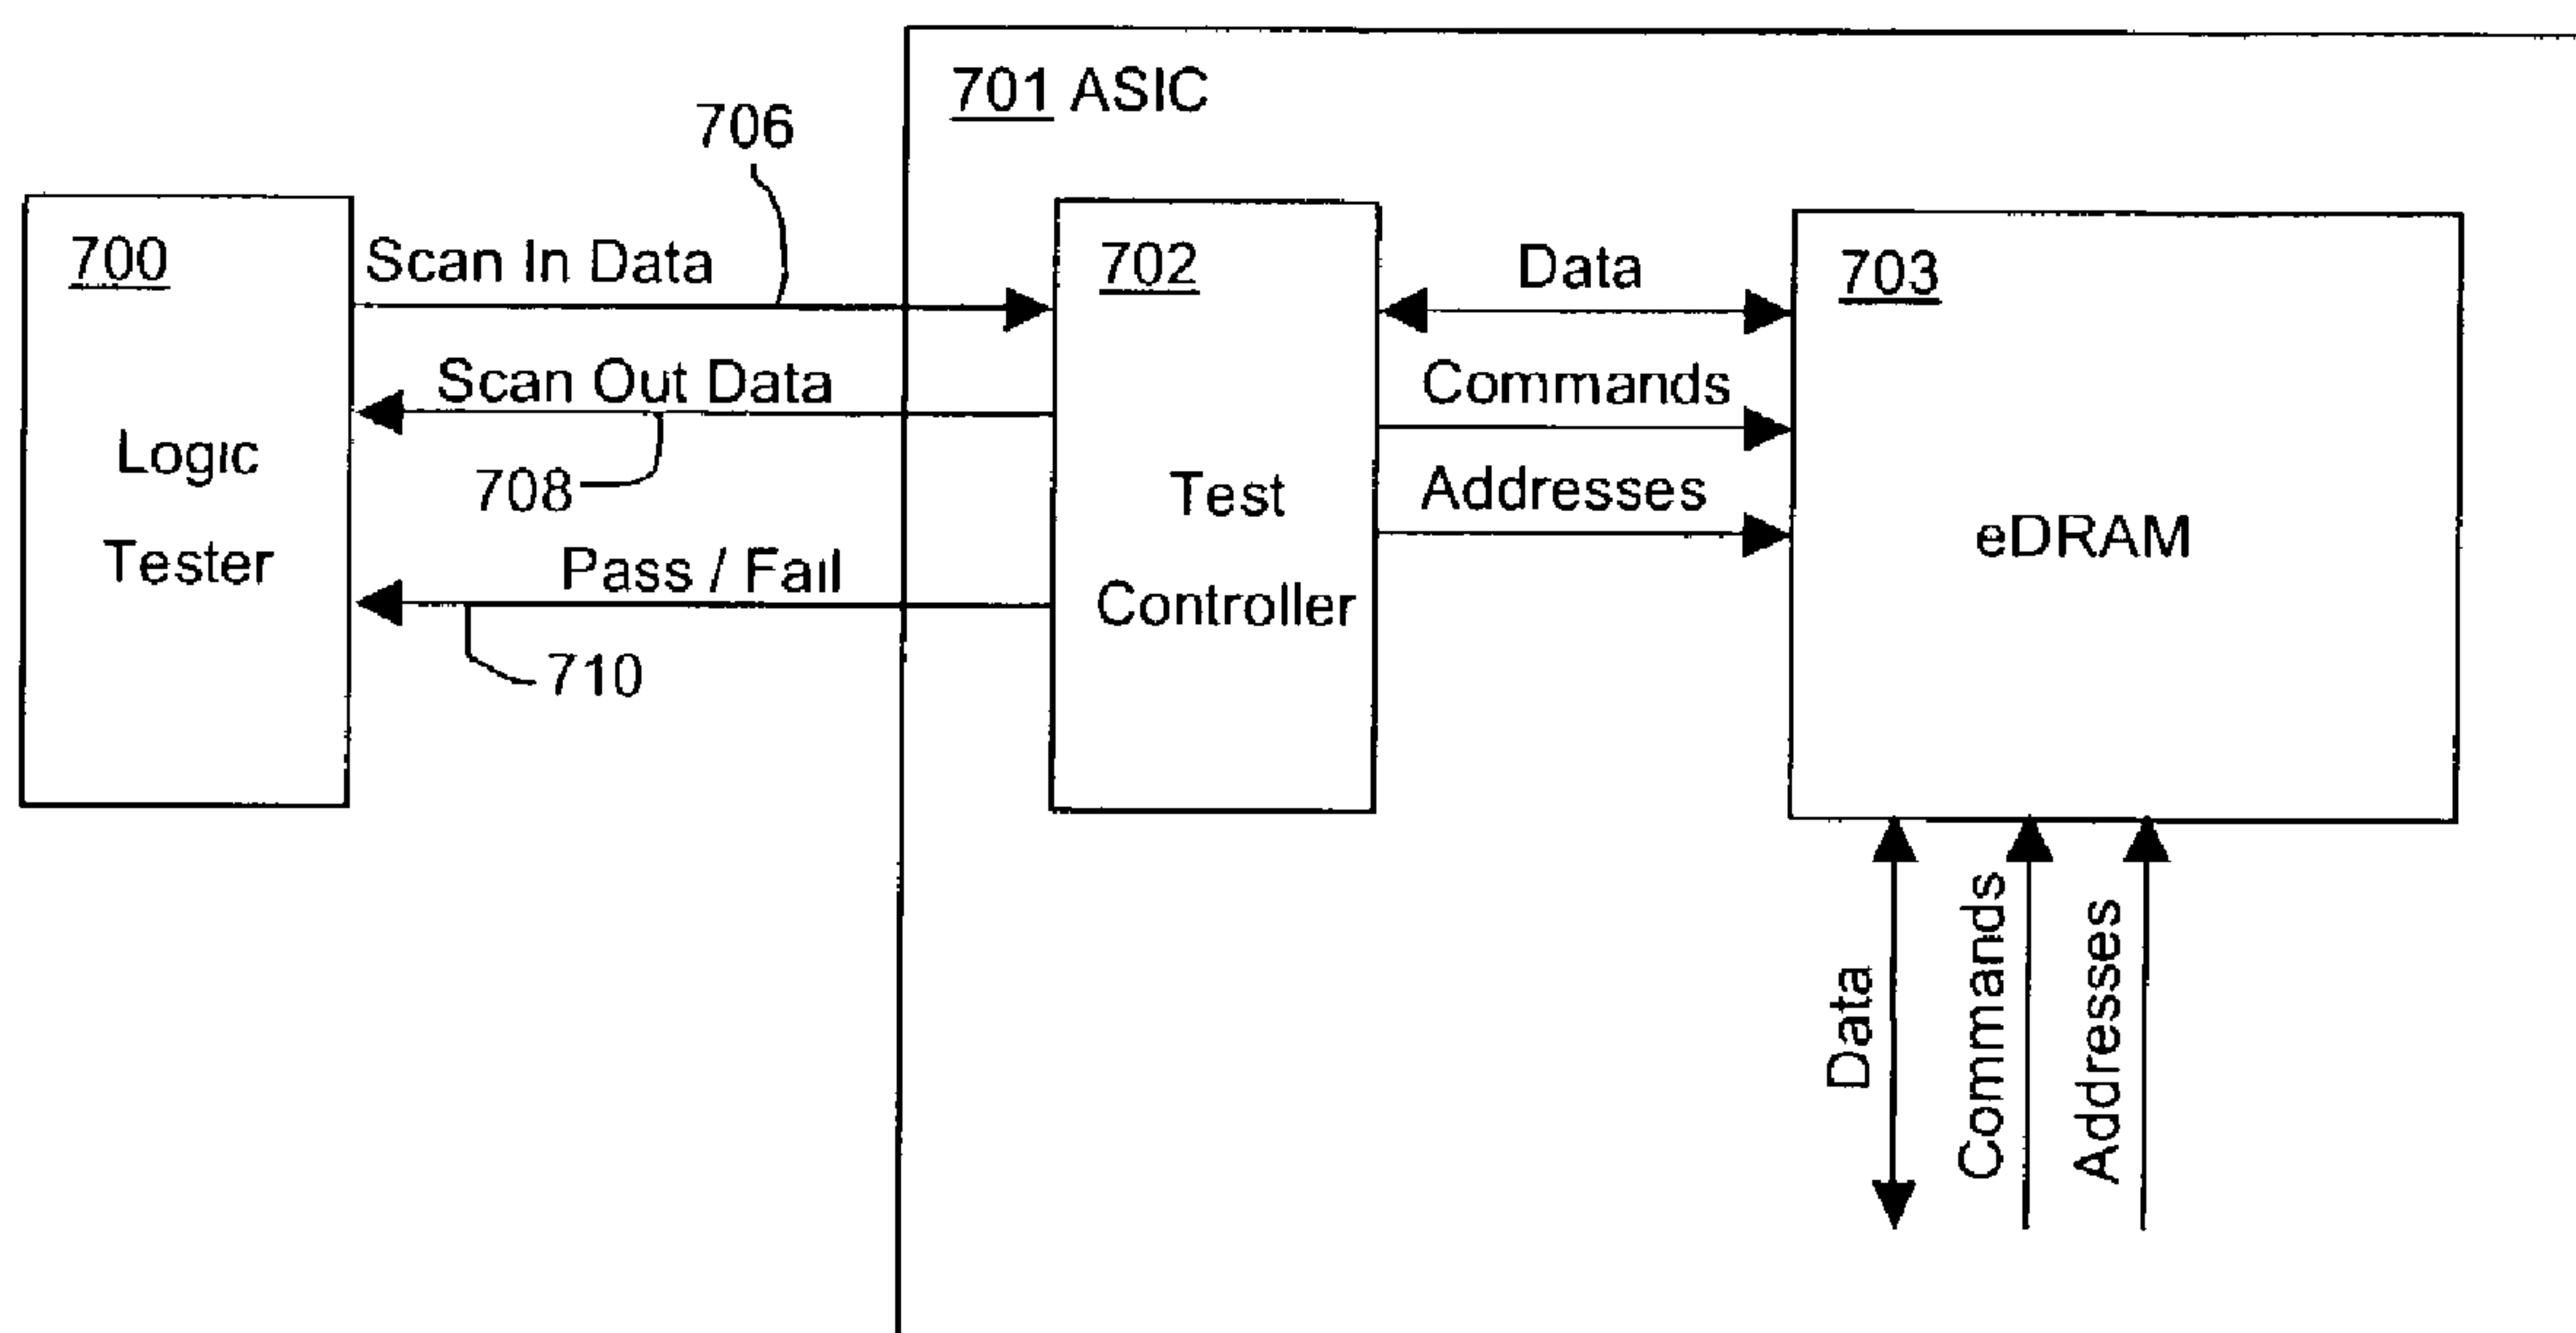 701 ASIC
706
700
Scan In Data
702
Data
703
Scan Out Data
Commands
Logic
708
Test
Addresses
eDRAM
Tester
Pass / Fail
Controller
710
Data
Commands
Addresses